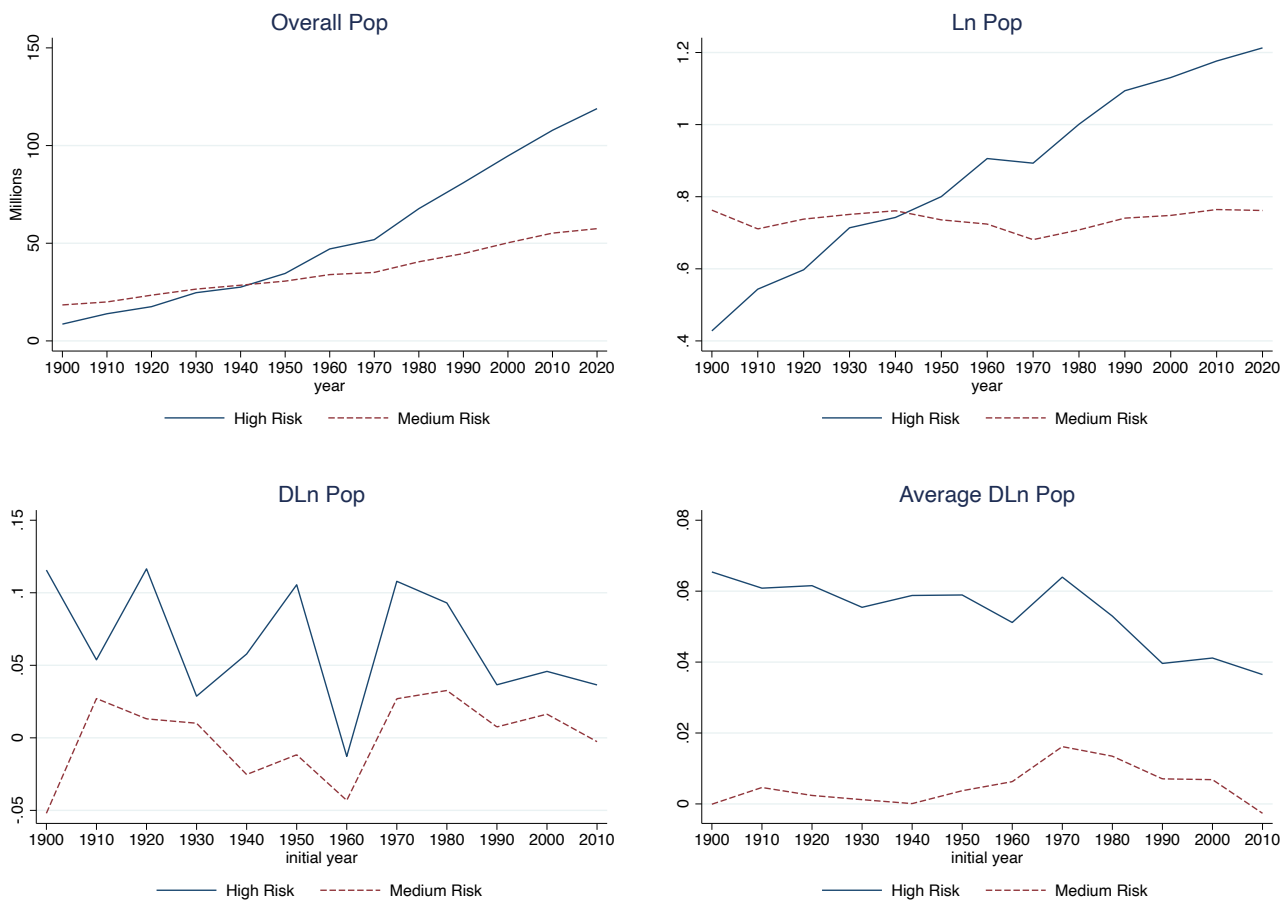 Overall Pop
Millions
150
100
50
0
1900 1910 1920 1930 1940 1950 1960 1970 1980 1990 2000 2010 2020
year
High Risk Medium Risk
Ln Pop
1.2
1
.8
.6
.4
1900 1910 1920 1930 1940 1950 1960 1970 1980 1990 2000 2010 2020
year
High Risk Medium Risk
DLn Pop
.15
.1
.05
0
-.05
1900 1910 1920 1930 1940 1950 1960 1970 1980 1990 2000 2010
initial year
High Risk Medium Risk
Average DLn Pop
.08
.06
.04
.02
0
1900 1910 1920 1930 1940 1950 1960 1970 1980 1990 2000 2010
initial year
High Risk Medium Risk